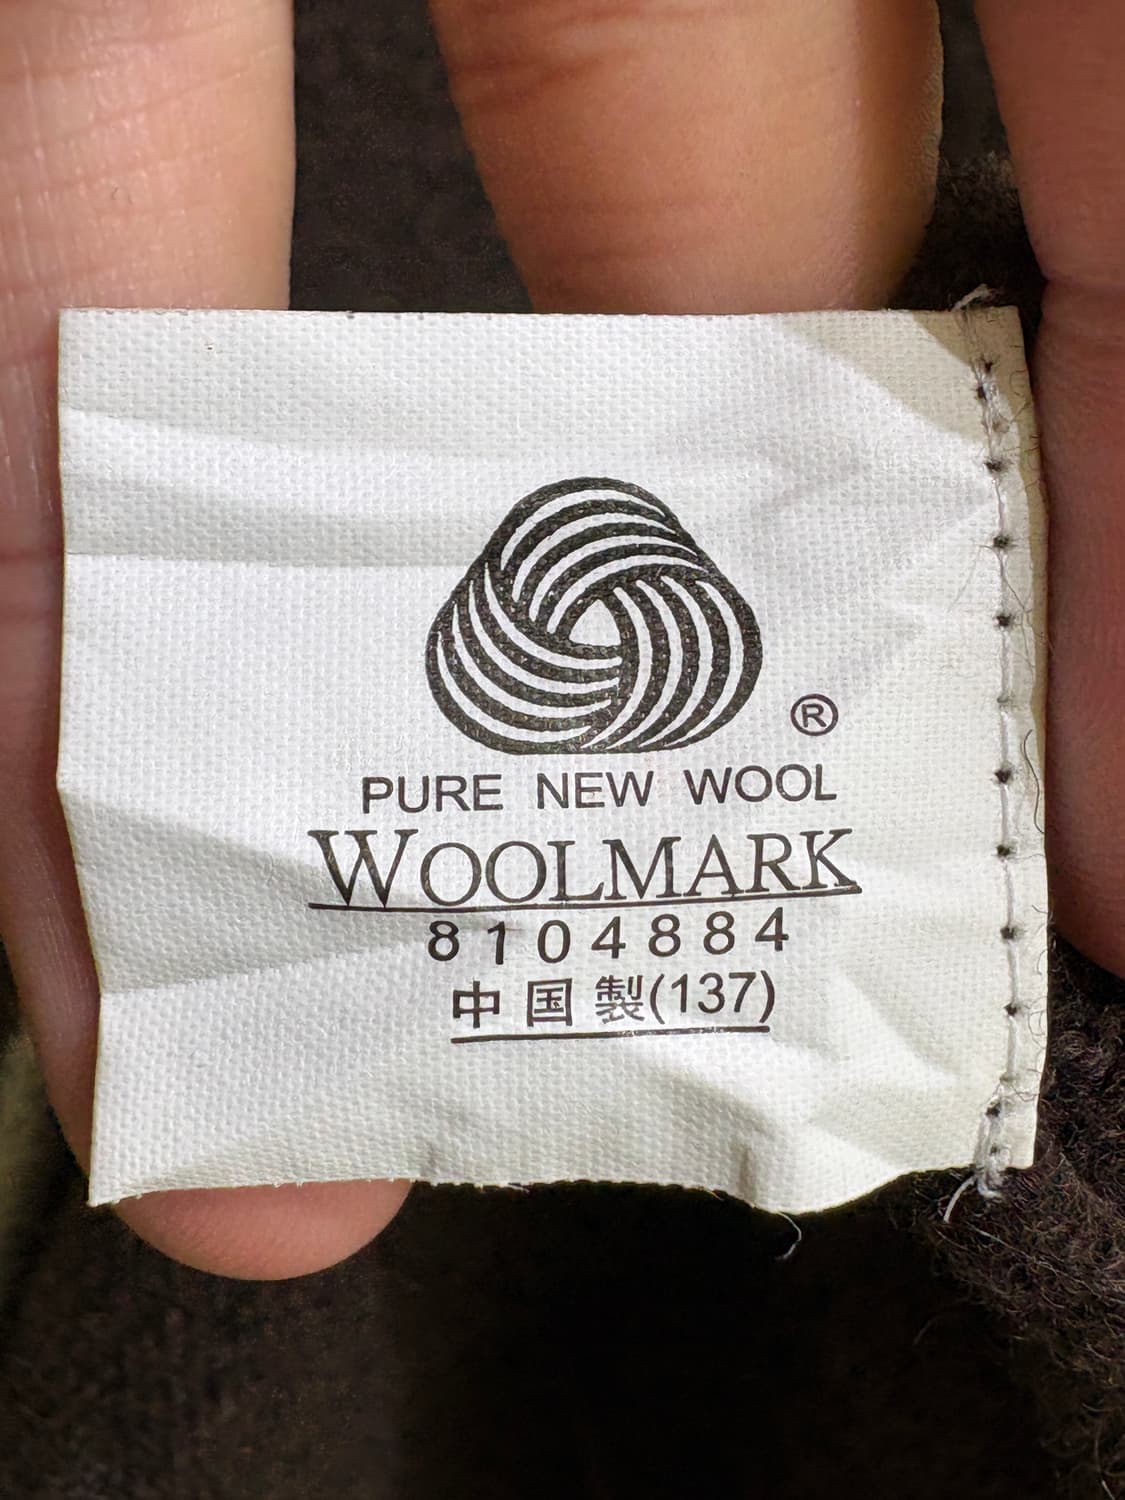 ®
PURE NEW WOOL
WOOLMARK
8104884
中国製(137)